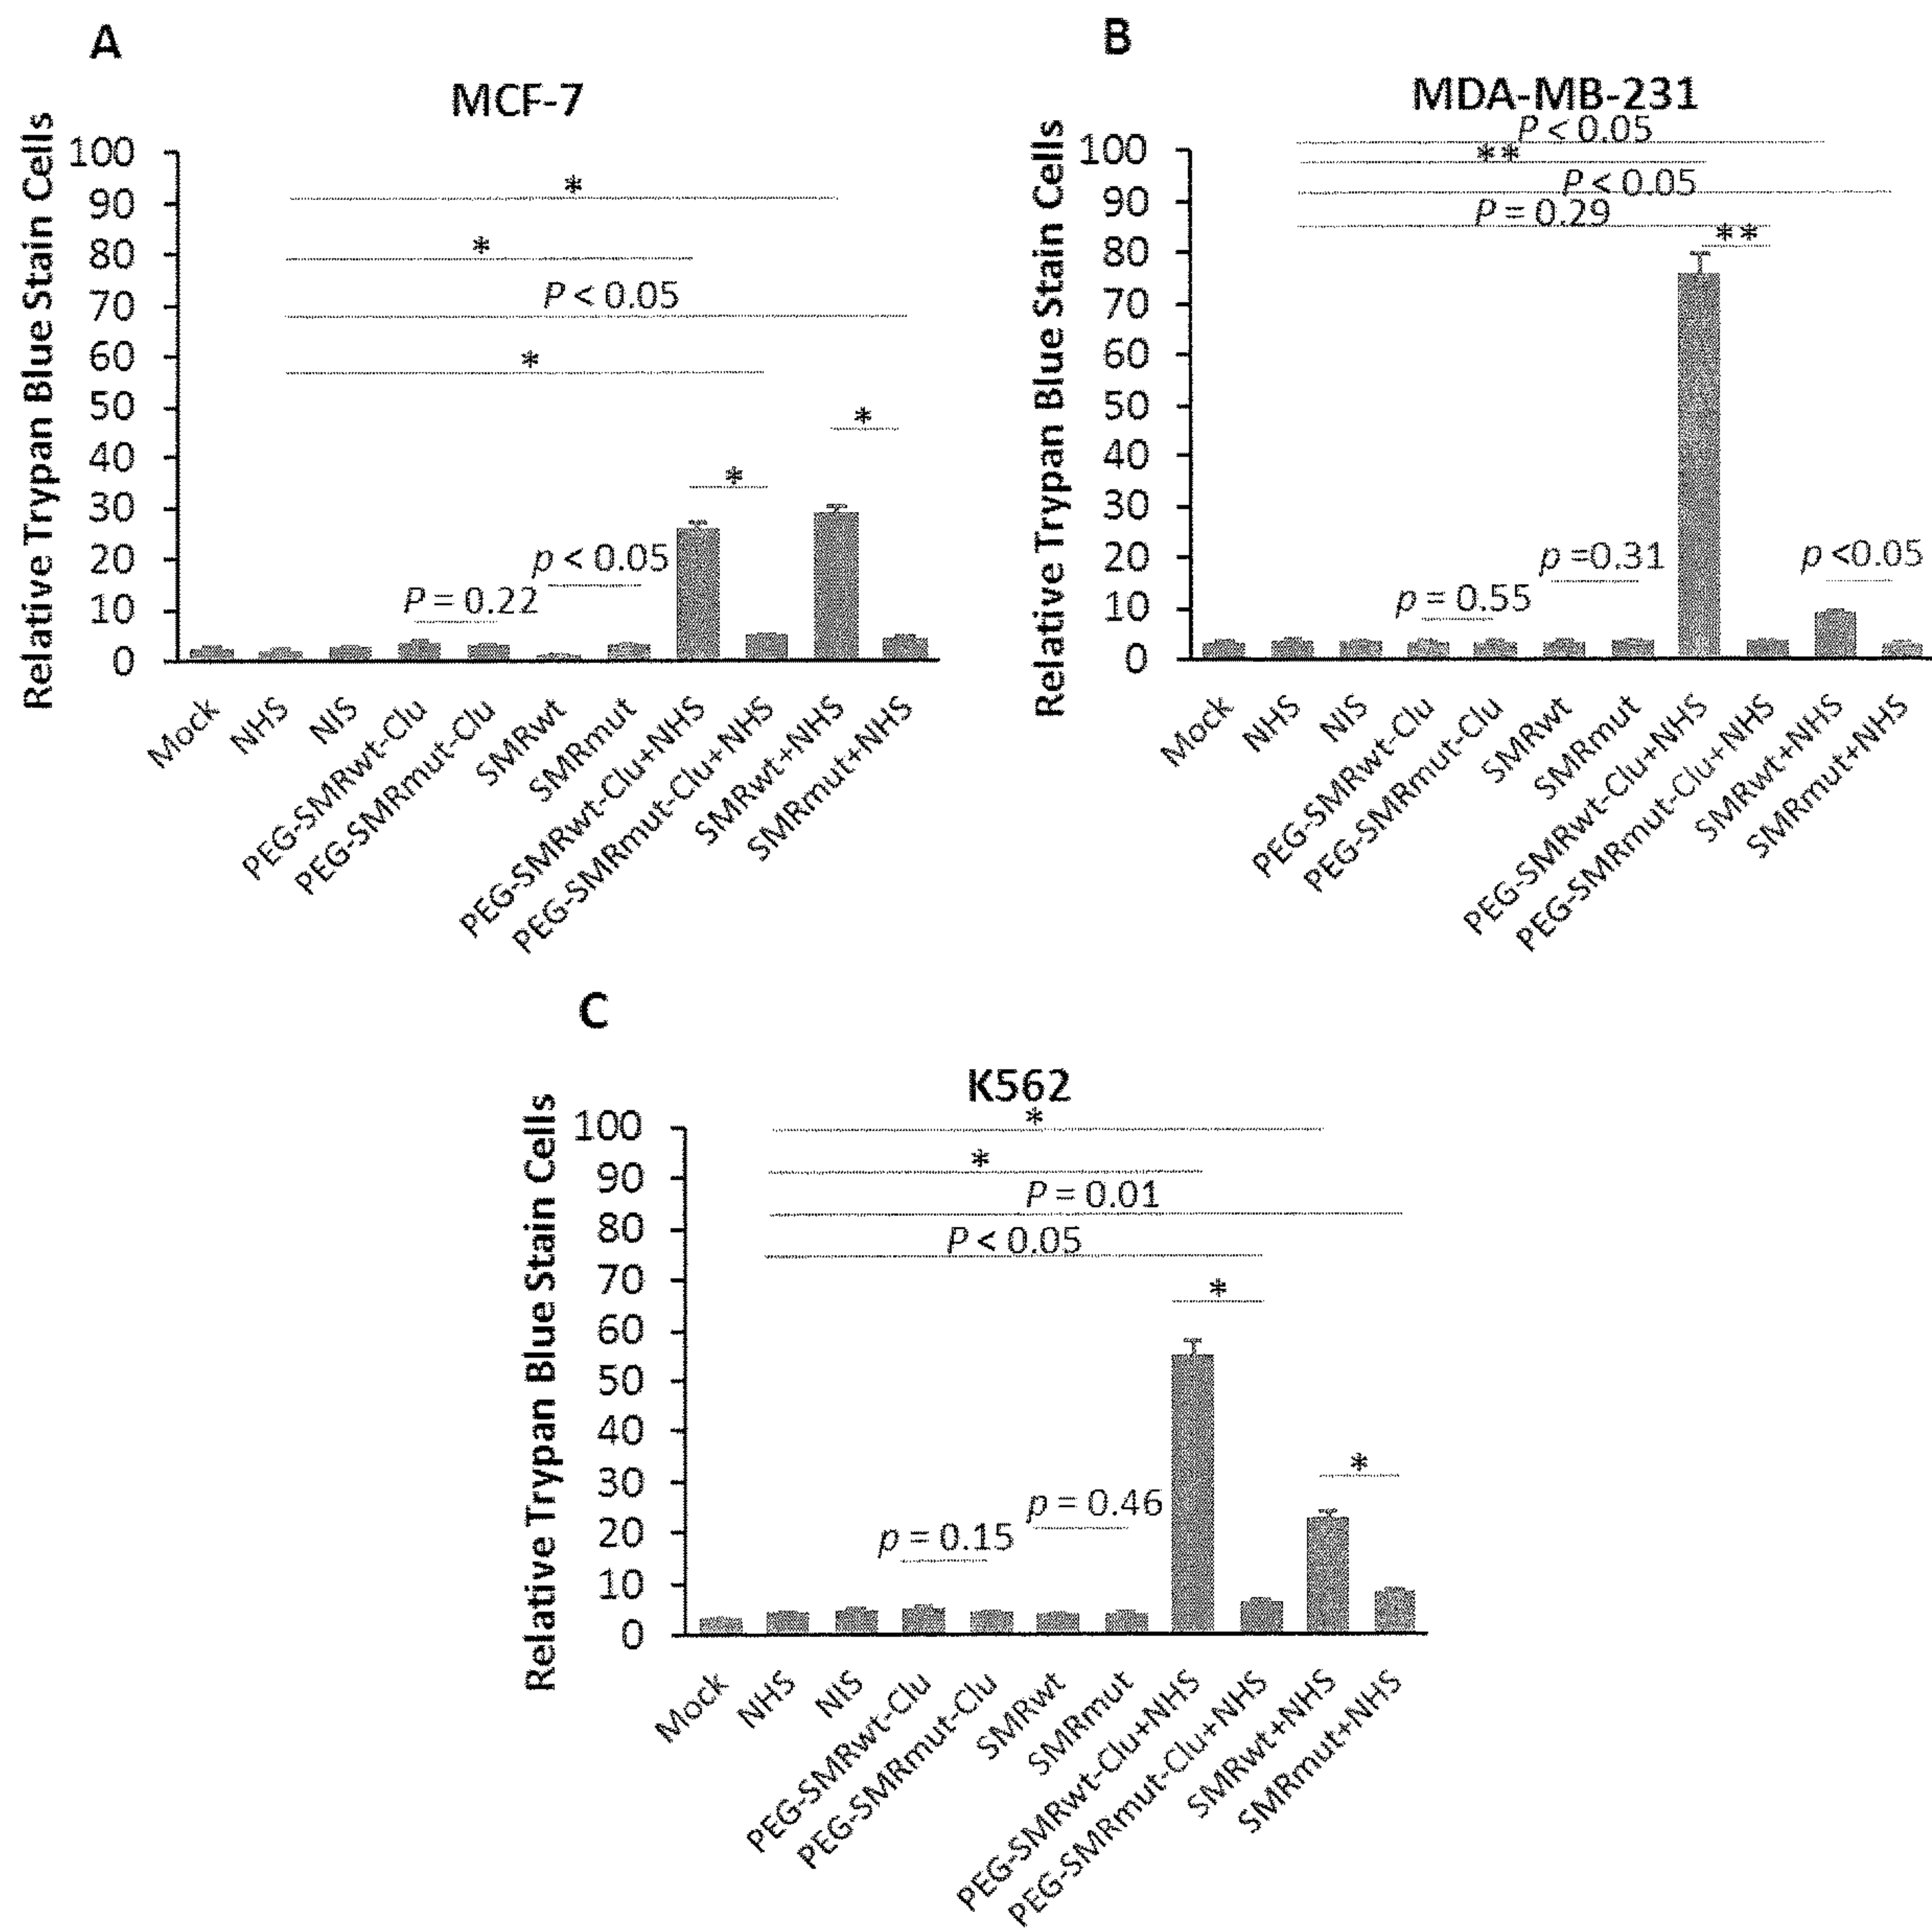 A
MCF-7
Relative Trypan Blue Stain Cells
100
90
80
70
60
50
40
30
20
10
0
*
*
P < 0.05
*
*
*
p < 0.05
P = 0.22
Mock
NHS
NIS
PEG-SMRwt-Clu
PEG-SMRmut-Clu
SMRwt
SMRmut
PEG-SMRwt-Clu+NHS
PEG-SMRmut-Clu+NHS
SMRwt+NHS
SMRmut+NHS
B
MDA-MB-231
Relative Trypan Blue Stain Cells
100
90
80
70
60
50
40
30
20
10
0
P < 0.05
**
P < 0.05
P = 0.29
**
p =0.31
p <0.05
p = 0.55
Mock
NHS
NIS
PEG-SMRwt-Clu
PEG-SMRmut-Clu
SMRwt
SMRmut
PEG-SMRwt-Clu+NHS
PEG-SMRmut-Clu+NHS
SMRwt+NHS
SMRmut+NHS
C
K562
Relative Trypan Blue Stain Cells
100
90
80
70
60
50
40
30
20
10
0
*
*
P = 0.01
P < 0.05
*
*
p = 0.46
p = 0.15
Mock
NHS
NIS
PEG-SMRwt-Clu
PEG-SMRmut-Clu
SMRwt
SMRmut
PEG-SMRwt-Clu+NHS
PEG-SMRmut-Clu+NHS
SMRwt+NHS
SMRmut+NHS